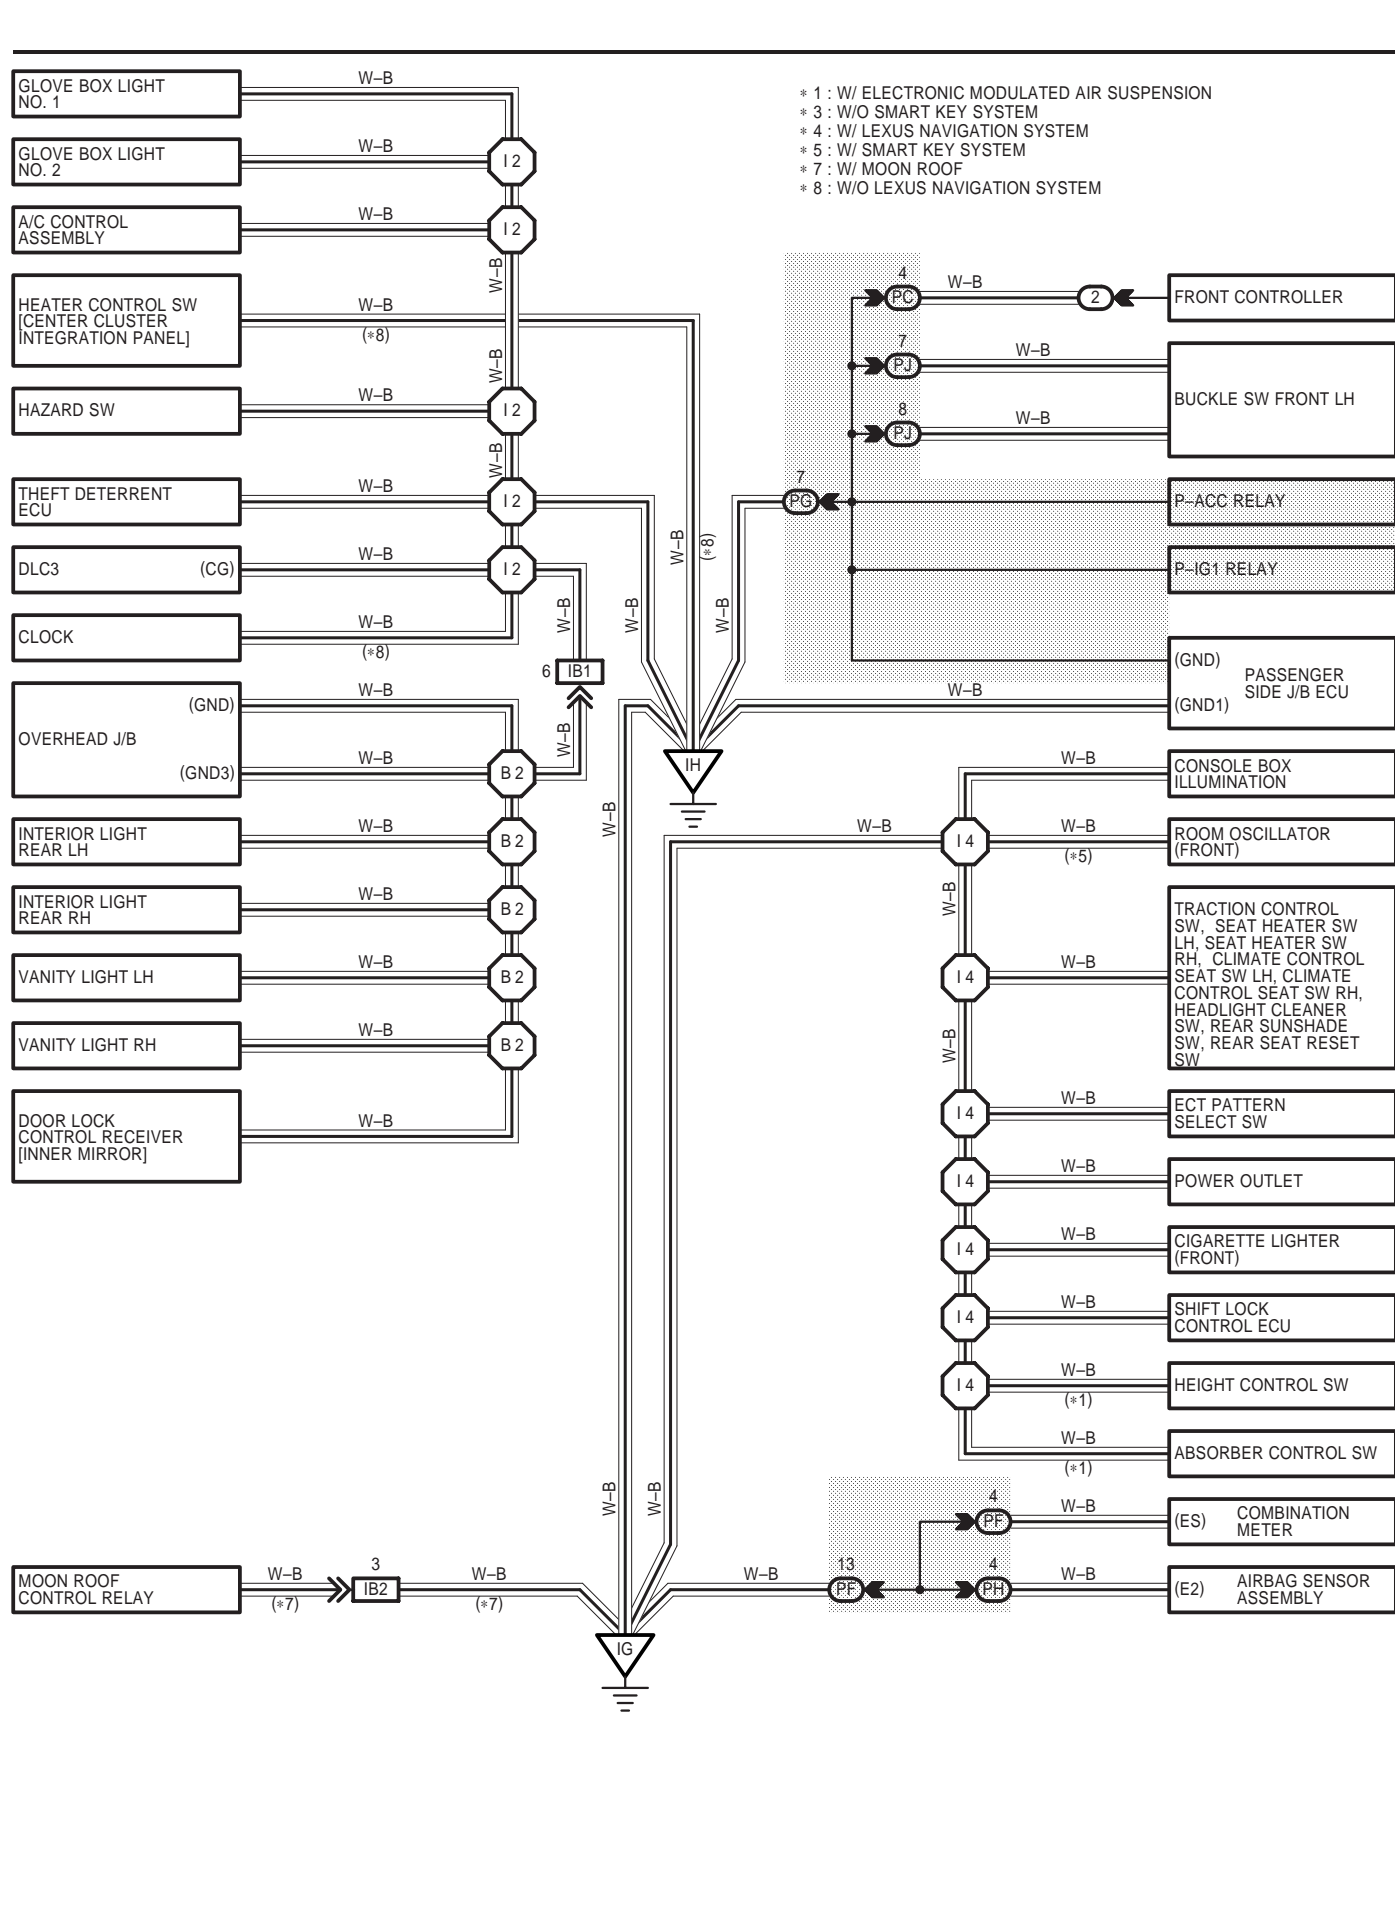 GLOVE BOX LIGHT
NO. 1
W–B
GLOVE BOX LIGHT
NO. 2
W–B
I 2
A/C CONTROL
ASSEMBLY
W–B
I 2
W–B
HEATER CONTROL SW
[CENTER CLUSTER
INTEGRATION PANEL]
W–B
(*8)
W–B
HAZARD SW
W–B
I 2
W–B
THEFT DETERRENT
ECU
W–B
I 2
DLC3 (CG)
W–B
I 2
CLOCK
W–B
(*8)
W–B
6 IB1
W–B
OVERHEAD J/B
(GND)
W–B
(GND3)
W–B
B 2
INTERIOR LIGHT
REAR LH
W–B
B 2
INTERIOR LIGHT
REAR RH
W–B
B 2
VANITY LIGHT LH
W–B
B 2
VANITY LIGHT RH
W–B
B 2
DOOR LOCK
CONTROL RECEIVER
[INNER MIRROR]
W–B
* 1 : W/ ELECTRONIC MODULATED AIR SUSPENSION
* 3 : W/O SMART KEY SYSTEM
* 4 : W/ LEXUS NAVIGATION SYSTEM
* 5 : W/ SMART KEY SYSTEM
* 7 : W/ MOON ROOF
* 8 : W/O LEXUS NAVIGATION SYSTEM
4
PC
W–B
2
FRONT CONTROLLER
7
PJ
W–B
8
PJ
W–B
BUCKLE SW FRONT LH
7
PG
P–ACC RELAY
P–IG1 RELAY
W–B
W–B
(*8)
W–B
(GND)
PASSENGER
SIDE J/B ECU
W–B
(GND1)
IH
W–B
W–B
CONSOLE BOX
ILLUMINATION
W–B
I 4
W–B
(*5)
ROOM OSCILLATOR
(FRONT)
W–B
I 4
W–B
TRACTION CONTROL
SW, SEAT HEATER SW
LH, SEAT HEATER SW
RH, CLIMATE CONTROL
SEAT SW LH, CLIMATE
CONTROL SEAT SW RH,
HEADLIGHT CLEANER
SW, REAR SUNSHADE
SW, REAR SEAT RESET
SW
W–B
I 4
W–B
ECT PATTERN
SELECT SW
I 4
W–B
POWER OUTLET
I 4
W–B
CIGARETTE LIGHTER
(FRONT)
I 4
W–B
SHIFT LOCK
CONTROL ECU
I 4
W–B
(*1)
HEIGHT CONTROL SW
W–B
(*1)
ABSORBER CONTROL SW
W–B
W–B
4
PF
W–B
(ES)
COMBINATION
METER
MOON ROOF
CONTROL RELAY
W–B
(*7)
3
IB2
W–B
(*7)
W–B
13
PF
4
PH
W–B
(E2)
AIRBAG SENSOR
ASSEMBLY
IG